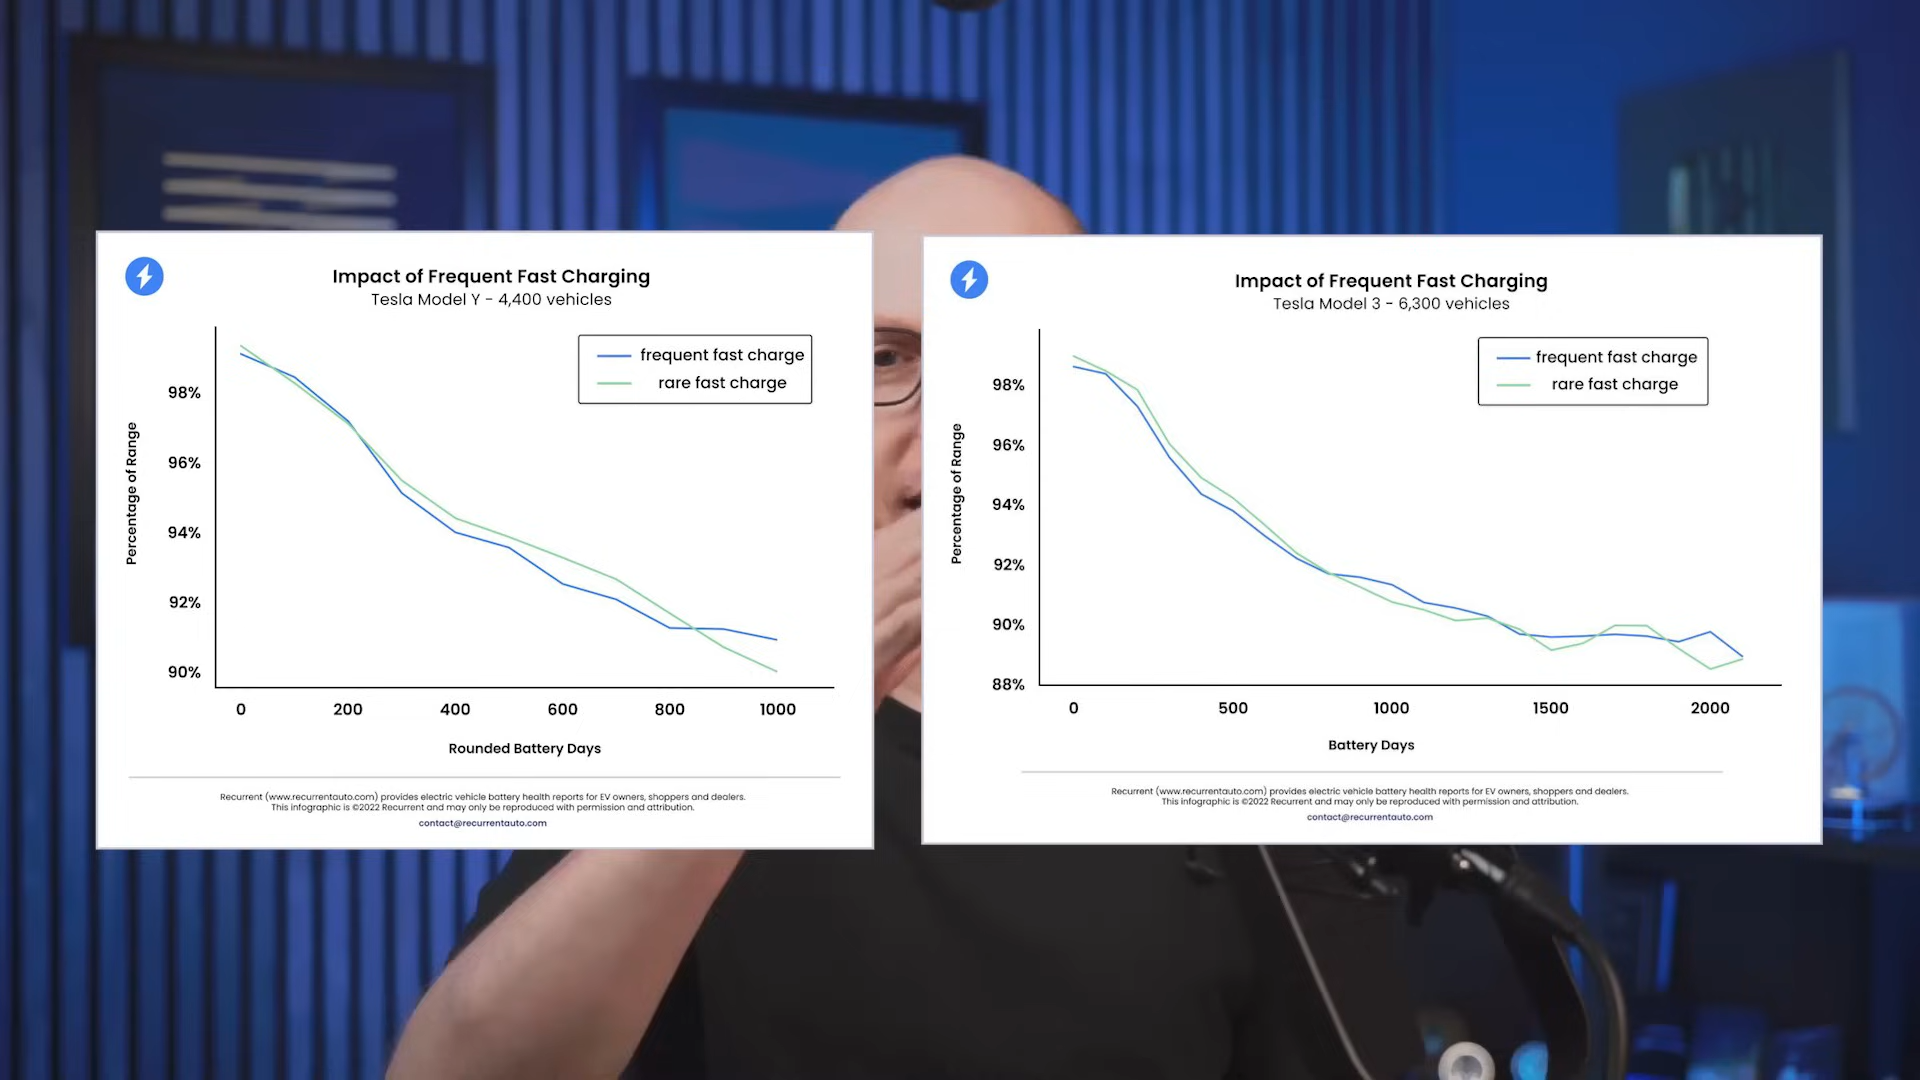 Impact of Frequent Fast Charging
Tesla Model Y - 4,400 vehicles
frequent fast charge
rare fast charge
Percentage of Range
98%
96%
94%
92%
90%
0 200 400 600 800 1000
Rounded Battery Days
Recurrent (www.recurrentauto.com) provides electric vehicle battery health reports for EV owners, shoppers and dealers.
This infographic is ©2022 Recurrent and may only be reproduced with permission and attribution.
contact@recurrentauto.com
Impact of Frequent Fast Charging
Tesla Model 3 - 6,300 vehicles
frequent fast charge
rare fast charge
Percentage of Range
98%
96%
94%
92%
90%
88%
0 500 1000 1500 2000
Battery Days
Recurrent (www.recurrentauto.com) provides electric vehicle battery health reports for EV owners, shoppers and dealers.
This infographic is ©2022 Recurrent and may only be reproduced with permission and attribution.
contact@recurrentauto.com